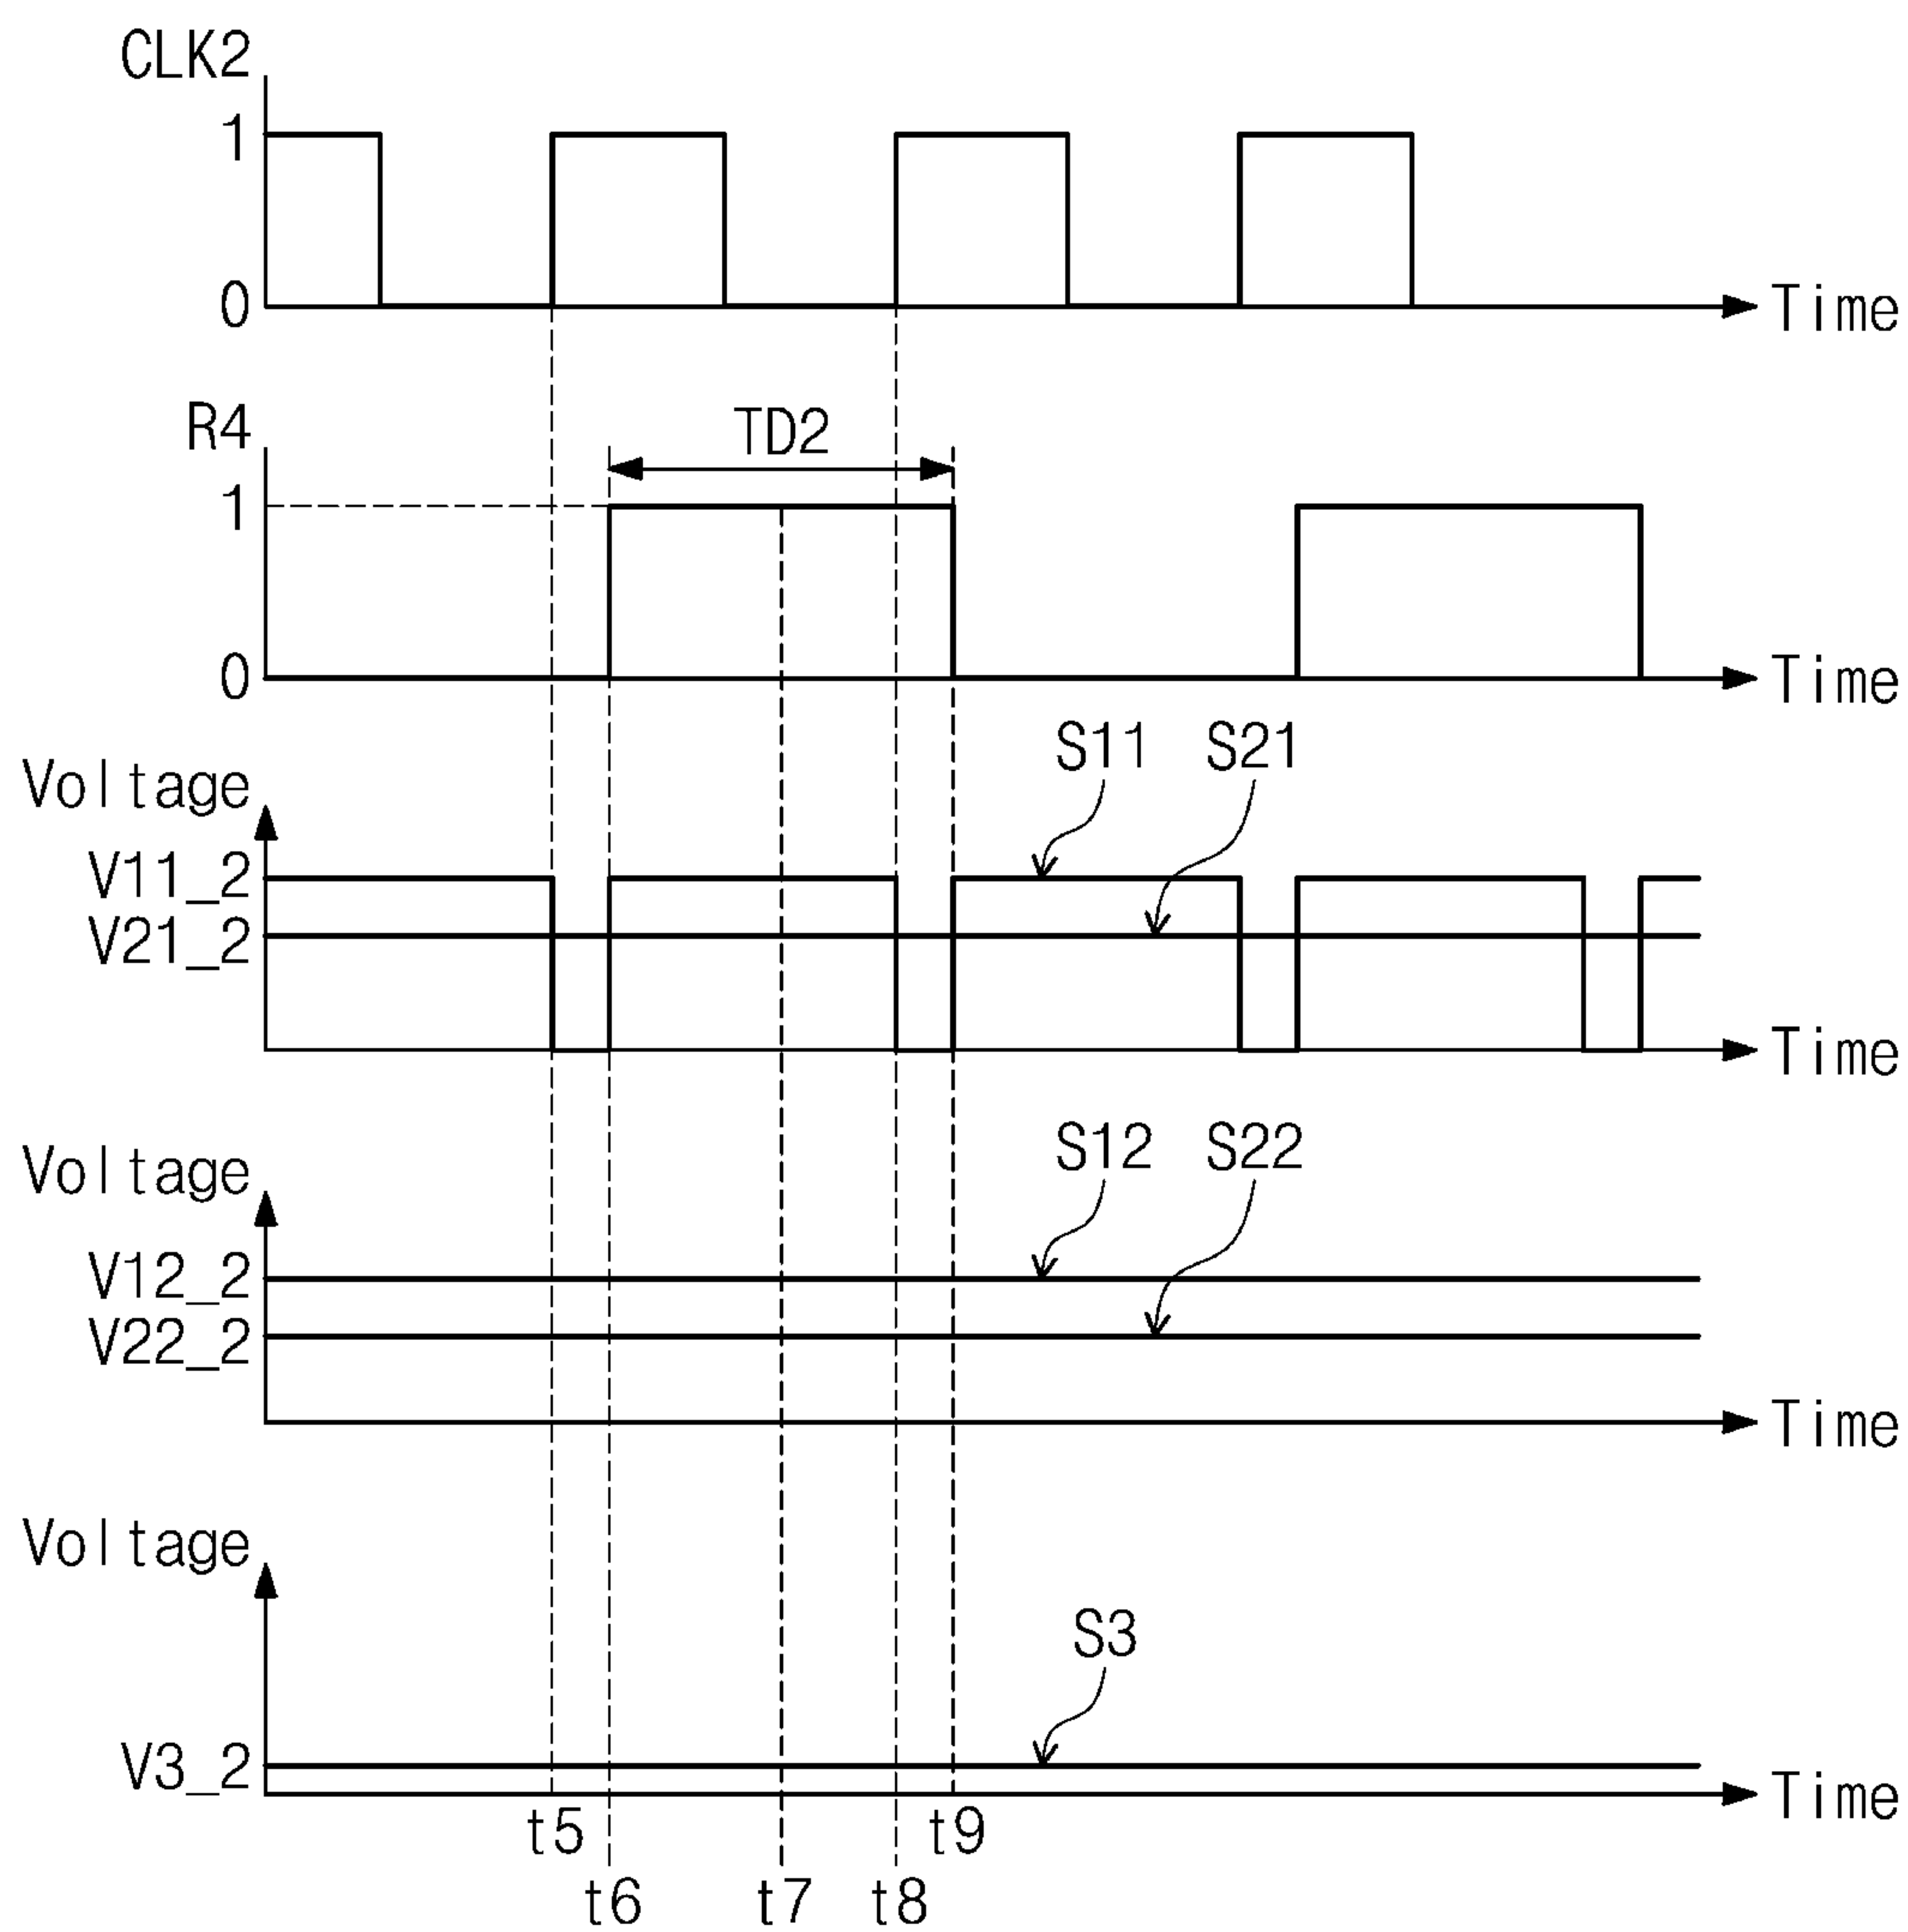 CLK2
1
0
Time
R4
TD2
1
0
Time
S11 S21
Voltage
V11_2
V21_2
Time
S12 S22
Voltage
V12_2
V22_2
Time
Voltage
S3
V3_2
Time
t5 t9
t6 t7 t8